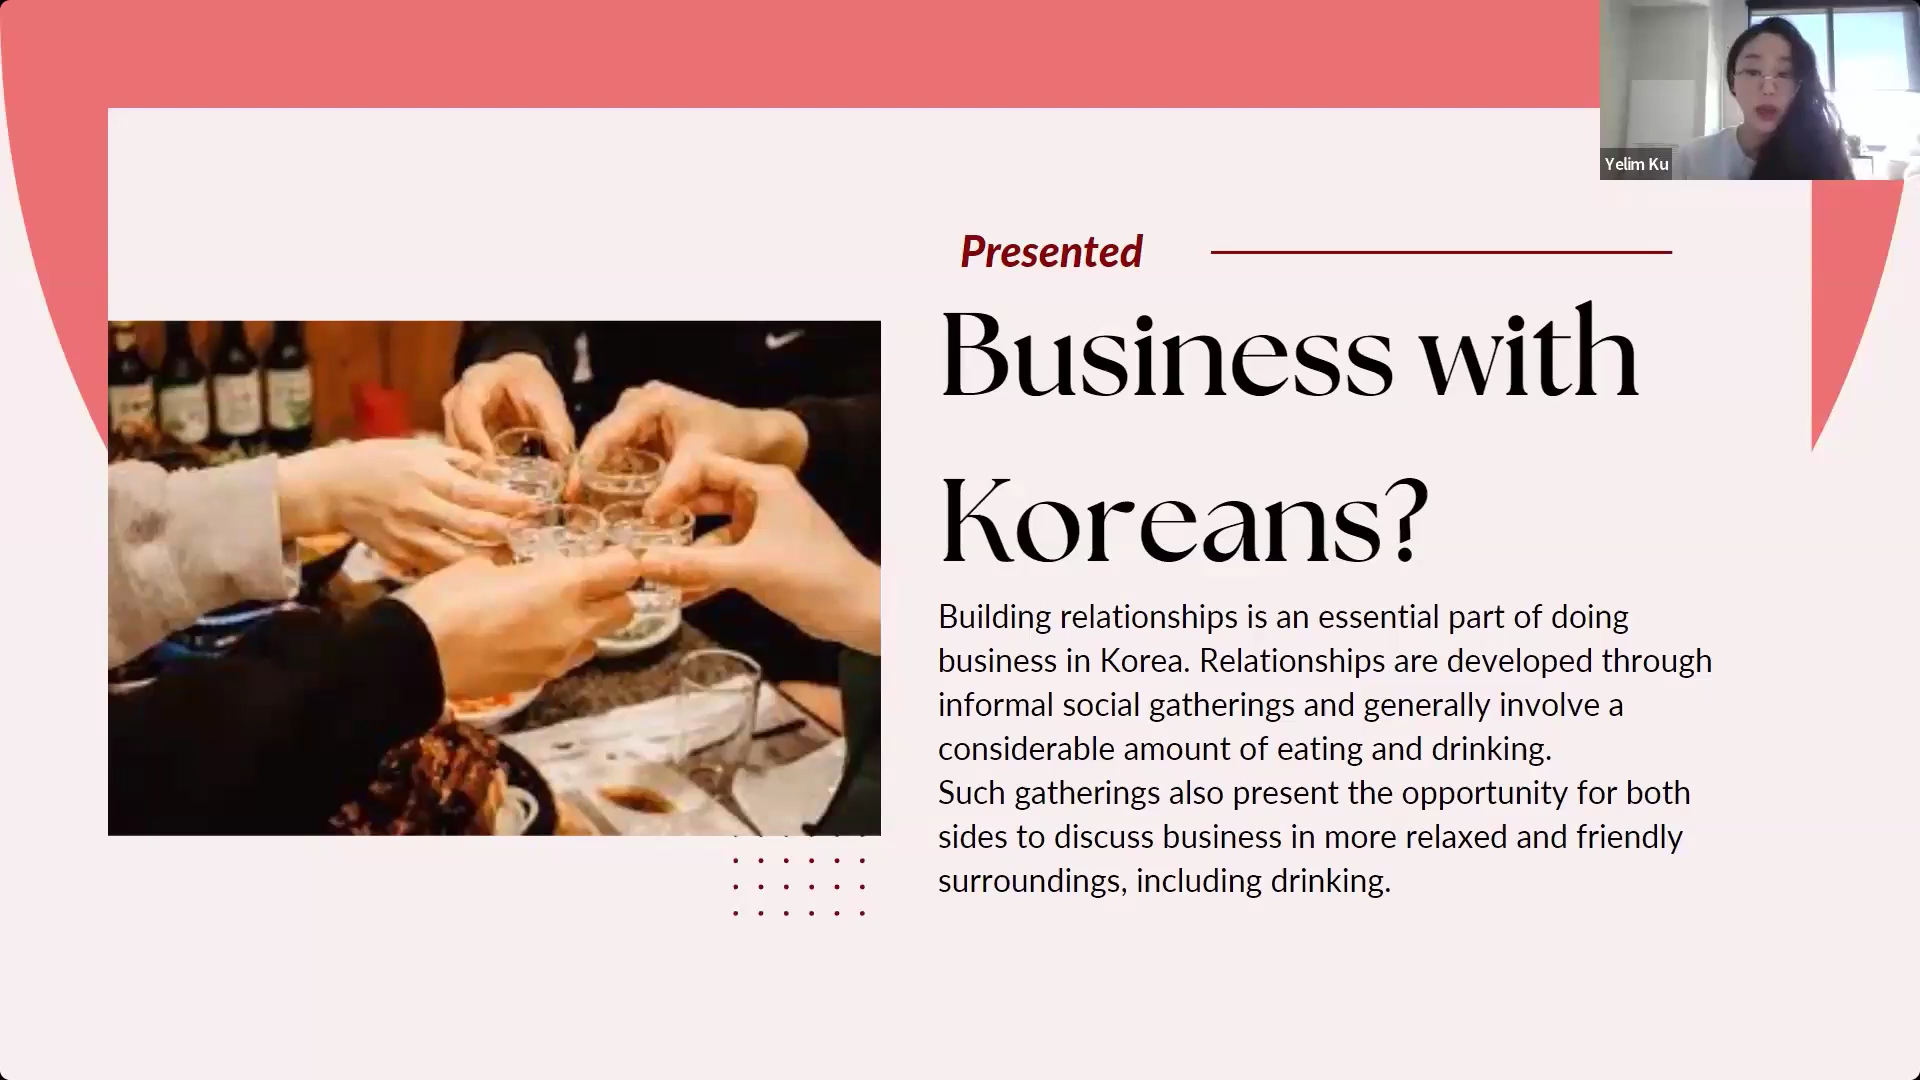 Yelim Ku
Presented
Business with
Koreans?
Building relationships is an essential part of doing
business in Korea. Relationships are developed through
informal social gatherings and generally involve a
considerable amount of eating and drinking.
Such gatherings also present the opportunity for both
sides to discuss business in more relaxed and friendly
surroundings, including drinking.